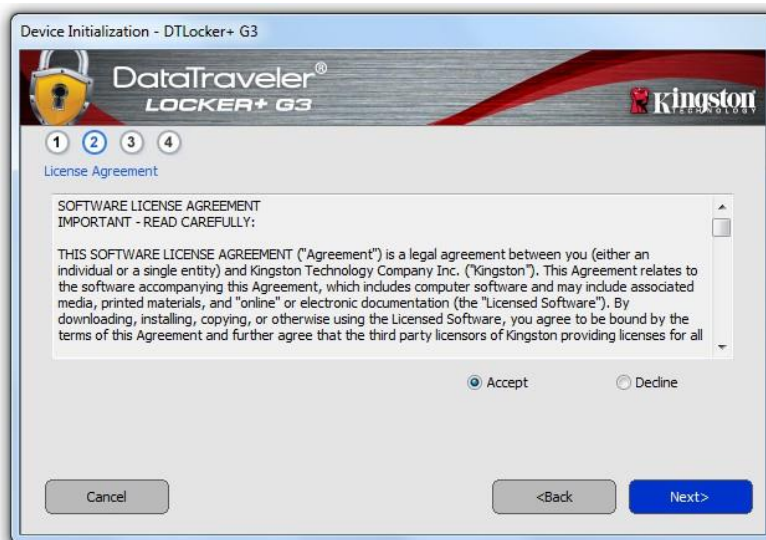 Device Initialization - DTLocker+ G3
DataTraveler®
LOCKER+ G3
Kingston
TECHNOLOGY
1 2 3 4
License Agreement
SOFTWARE LICENSE AGREEMENT
IMPORTANT - READ CAREFULLY:
THIS SOFTWARE LICENSE AGREEMENT ("Agreement") is a legal agreement between you (either an
individual or a single entity) and Kingston Technology Company Inc. ("Kingston"). This Agreement relates to
the software accompanying this Agreement, which includes computer software and may include associated
media, printed materials, and "online" or electronic documentation (the "Licensed Software"). By
downloading, installing, copying, or otherwise using the Licensed Software, you agree to be bound by the
terms of this Agreement and further agree that the third party licensors of Kingston providing licenses for all
Accept Decline
Cancel <Back Next>